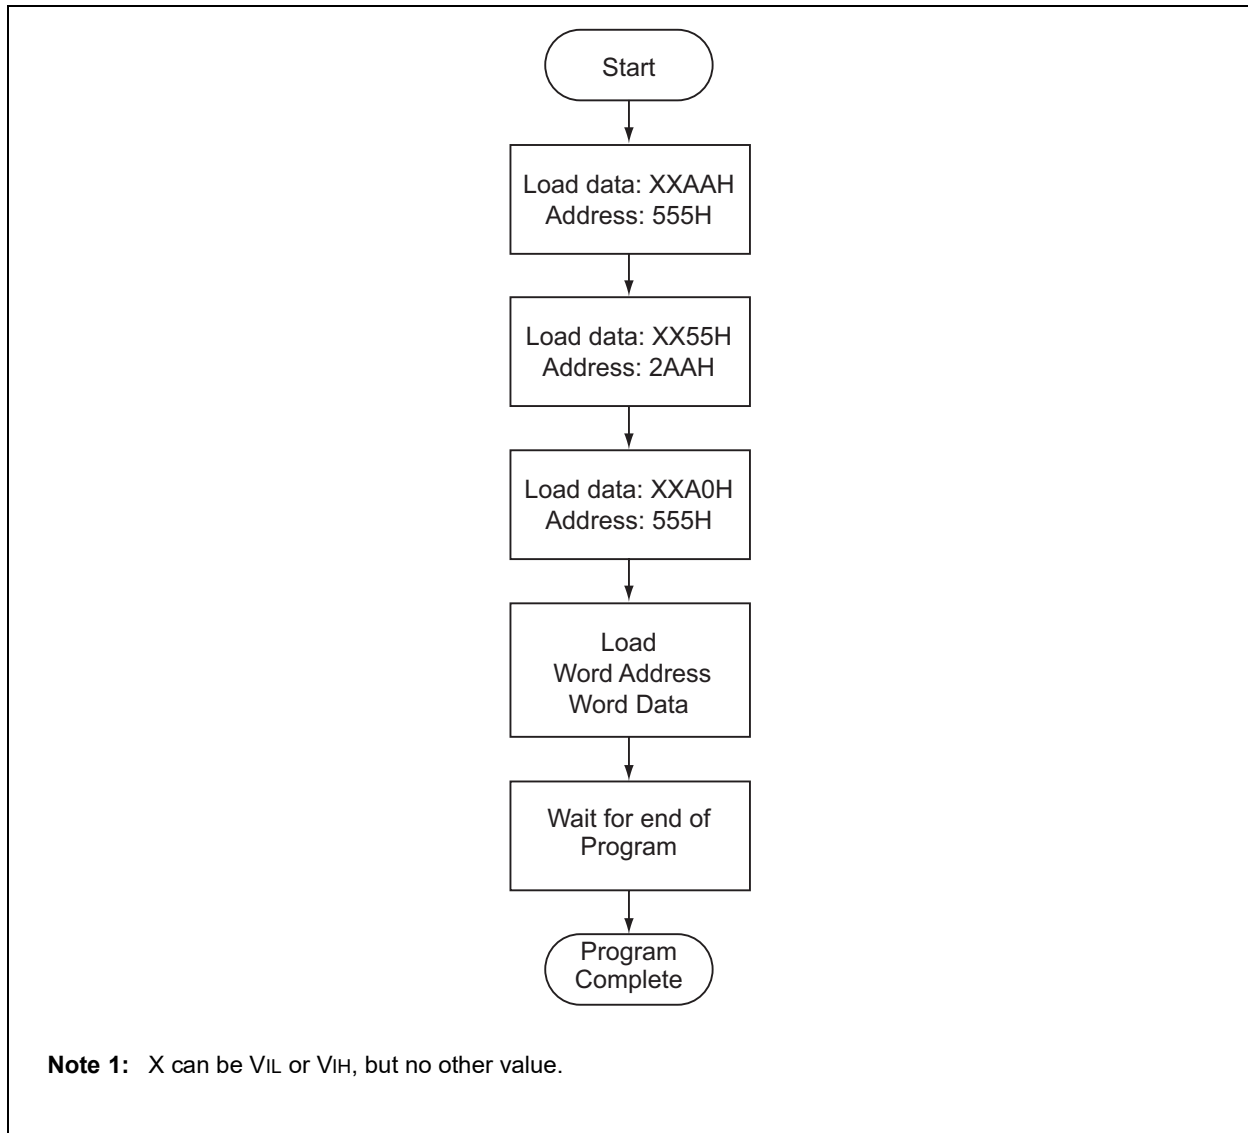 Start
Load data: XXAAH
Address: 555H
Load data: XX55H
Address: 2AAH
Load data: XXA0H
Address: 555H
Load
Word Address
Word Data
Wait for end of
Program
Program
Complete
Note 1: X can be VIL or VIH, but no other value.